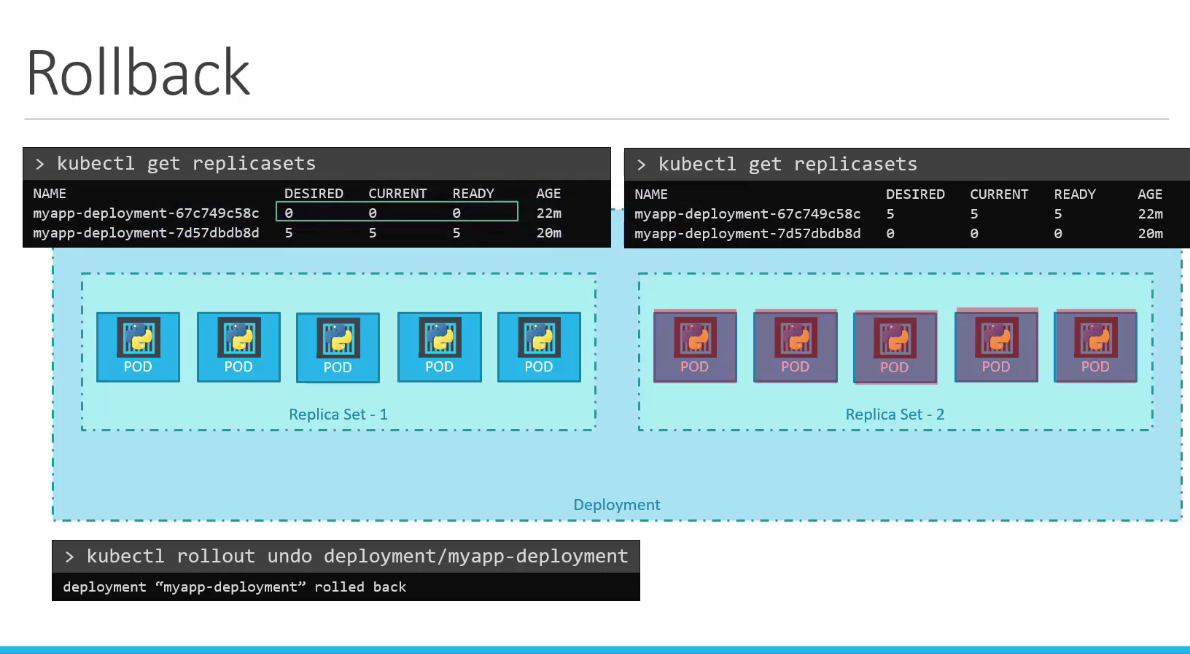 Rollback
> kubectl get replicasets
NAME DESIRED CURRENT READY AGE
myapp-deployment-67c749c58c 0 0 0 22m
myapp-deployment-7d57dbdb8d 5 5 5 20m
> kubectl get replicasets
NAME DESIRED CURRENT READY AGE
myapp-deployment-67c749c58c 5 5 5 22m
myapp-deployment-7d57dbdb8d 0 0 0 20m
POD POD POD POD POD
Replica Set - 1
POD POD POD POD POD
Replica Set - 2
Deployment
> kubectl rollout undo deployment/myapp-deployment
deployment “myapp-deployment” rolled back